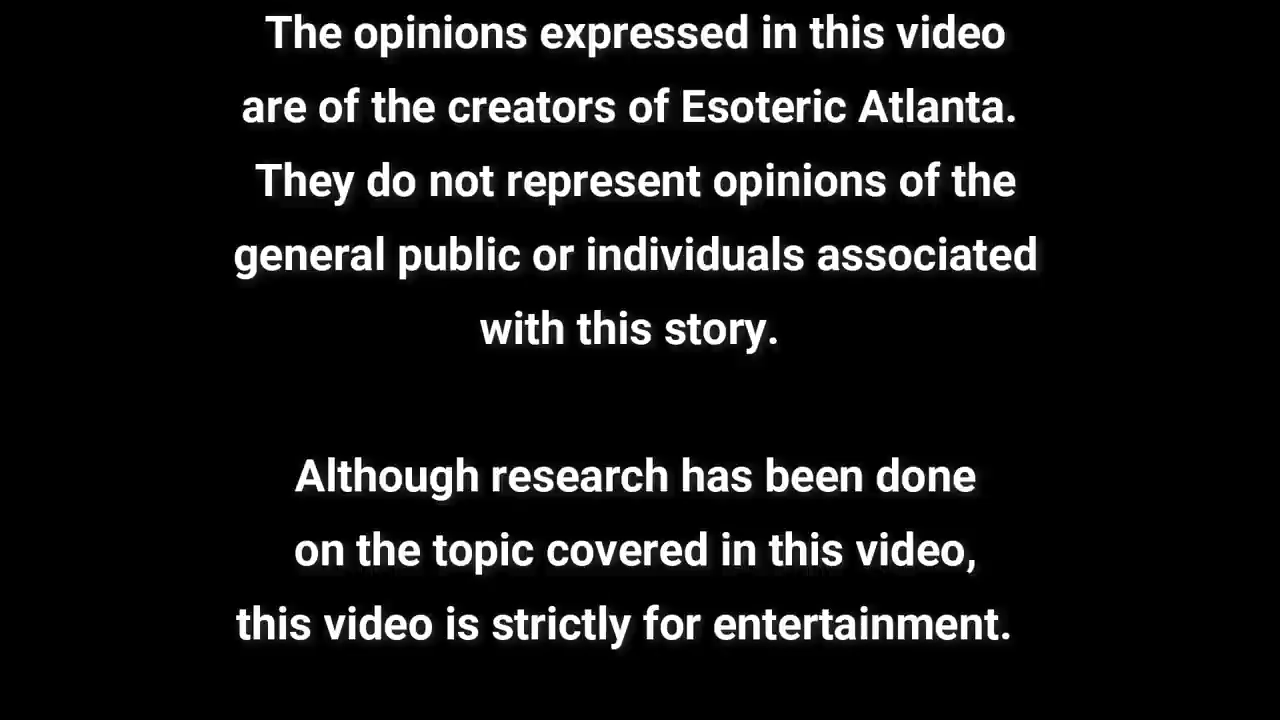 The opinions expressed in this video
are of the creators of Esoteric Atlanta.
They do not represent opinions of the
general public or individuals associated
with this story.
Although research has been done
on the topic covered in this video,
this video is strictly for entertainment.